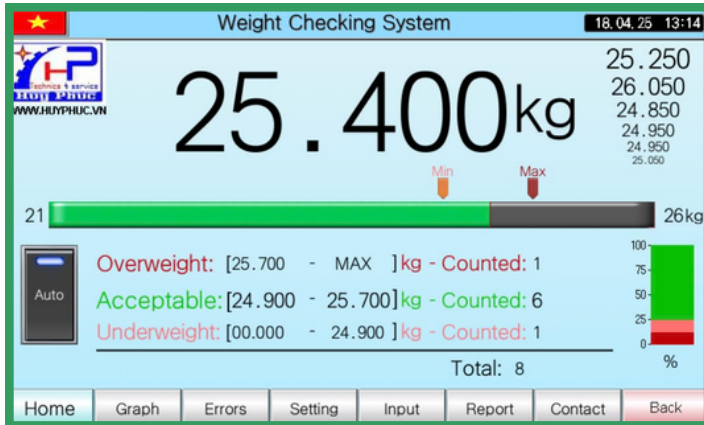 Weight Checking System
18. 04. 25 13:14
HP
Technics & service
HUY PHUC
WWW.HUYPHUC.VN
25.400kg
25.250
26.050
24.850
24.950
24.950
25.050
Min
Max
21
26kg
Auto
Overweight: [25.700 - MAX ]kg - Counted: 1
Acceptable: [24.900 - 25.700]kg - Counted: 6
Underweight: [00.000 - 24.900 ]kg - Counted: 1
Total: 8
100
75
50
25
0
%
Home Graph Errors Setting Input Report Contact Back